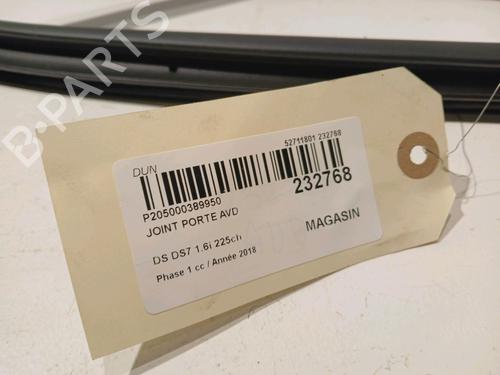 B-PARTS
DUN
52711801 232768
P205000389950
232768
JOINT PORTE AVD
MAGASIN
DS DS7 1.6i 225ch
Phase 1 cc / Année 2018